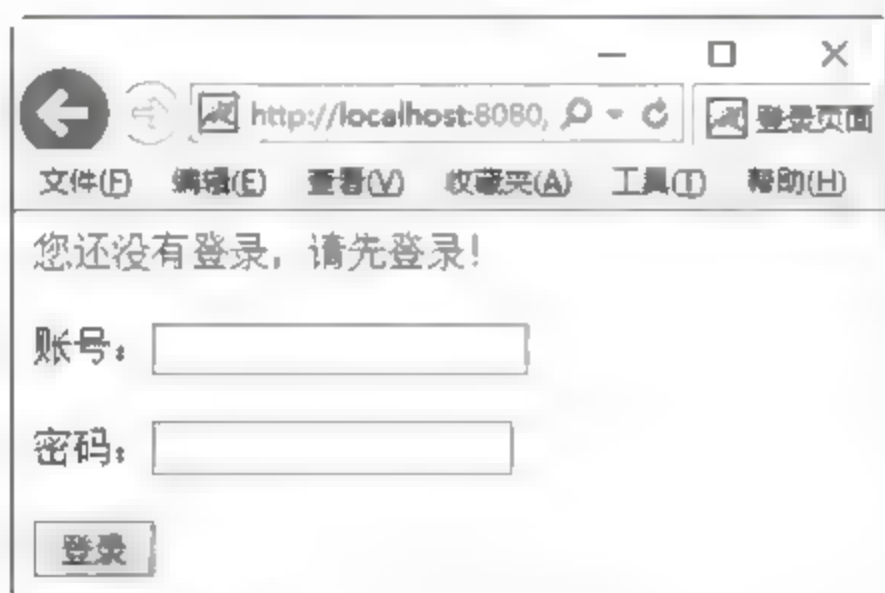 http://localhost:8080, 登录页面
文件(F) 编辑(E) 查看(V) 收藏夹(A) 工具(T) 帮助(H)
您还没有登录，请先登录！
账号：
密码：
登录